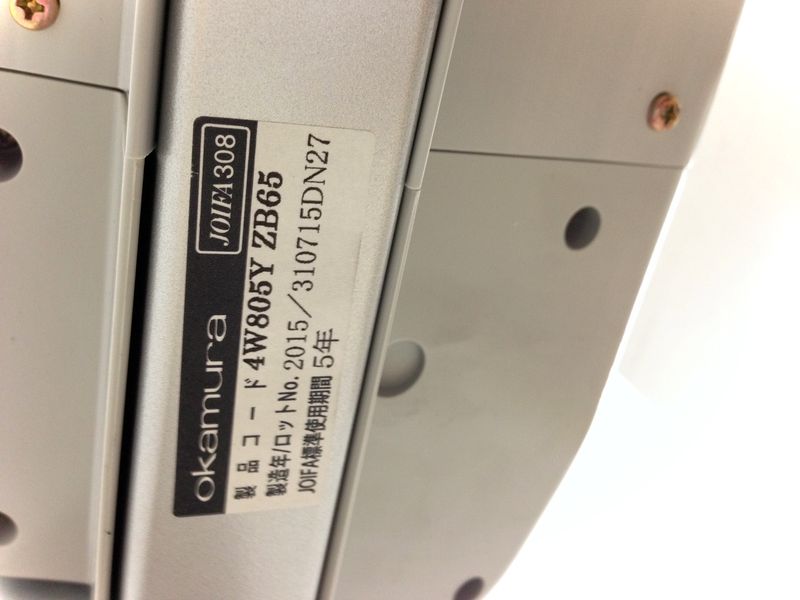 okamura JOIFA308
製品コード 4W805Y ZB65
製造年/ロットNo. 2015/310715DN27
JOIFA標準使用期間 5年